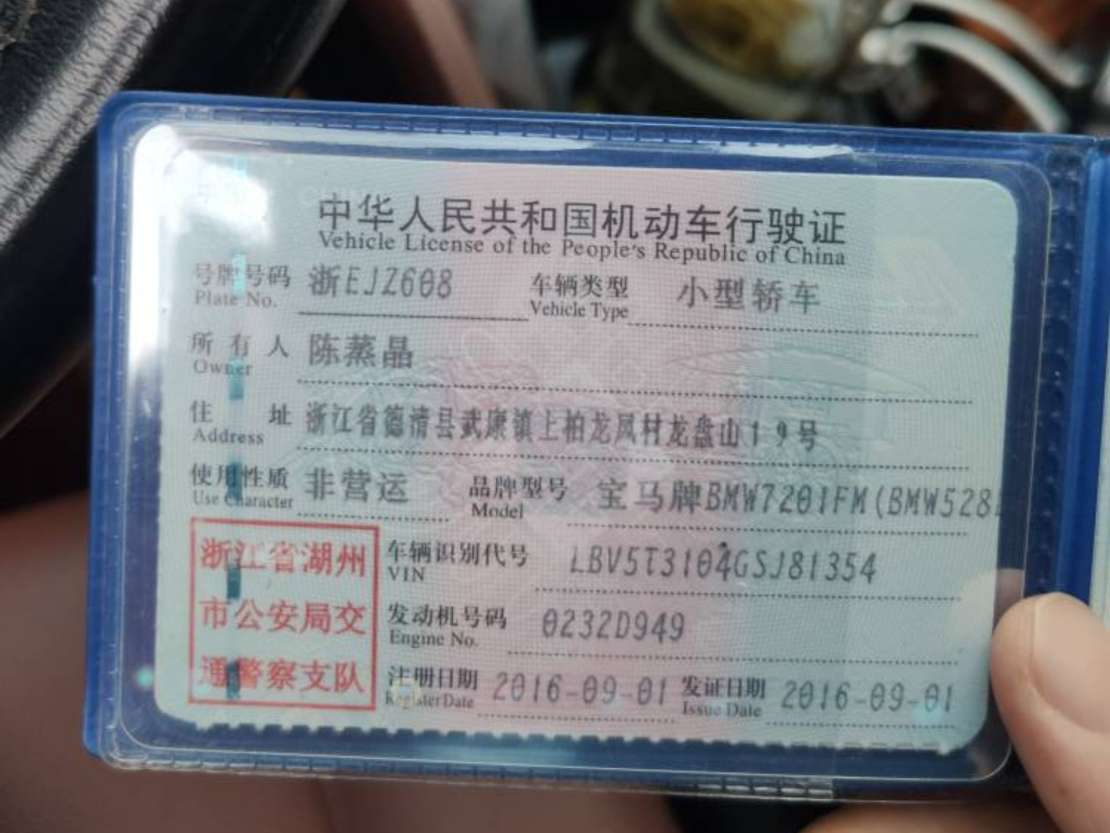 中华人民共和国机动车行驶证
Vehicle License of the People's Republic of China
号牌号码 浙EJZ608 车辆类型 小型轿车
Plate No. Vehicle Type
所有人 陈蒸晶
Owner
住址 浙江省德清县武康镇上柏龙凤村龙盘山19号
Address
使用性质 非营运 品牌型号 宝马牌BMW7201FM(BMW528
Use Character Model
浙江省湖州
市公安局交
通警察支队
车辆识别代号 LBV5T3104GSJ81354
VIN
发动机号码 0232D949
Engine No.
注册日期 2016-09-01 发证日期 2016-09-01
Register Date Issue Date